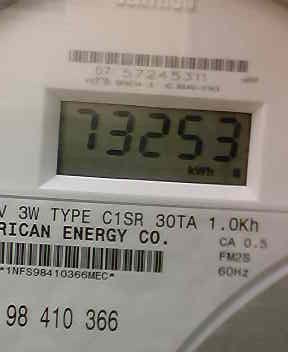 07 57245311
73253
kWh
V 3W TYPE C1SR 30TA 1.0Kh
RICAN ENERGY CO.
CA 0.5
FM2S
60Hz
*1NFS98410366MEC*
98 410 366